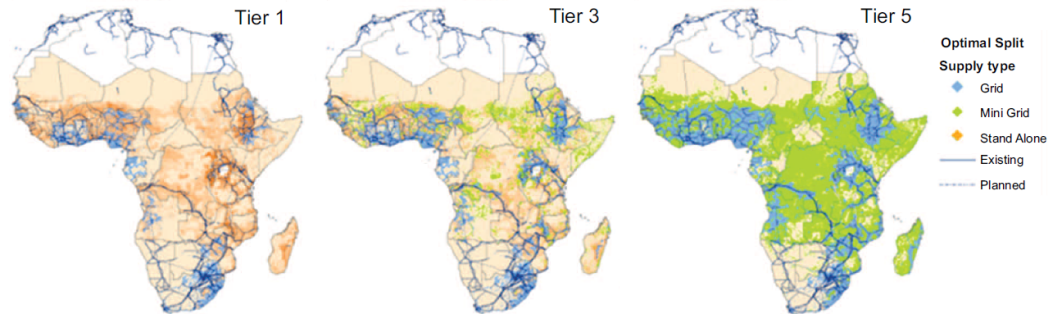 Tier 1
Tier 3
Tier 5
Optimal Split
Supply type
Grid
Mini Grid
Stand Alone
Existing
Planned